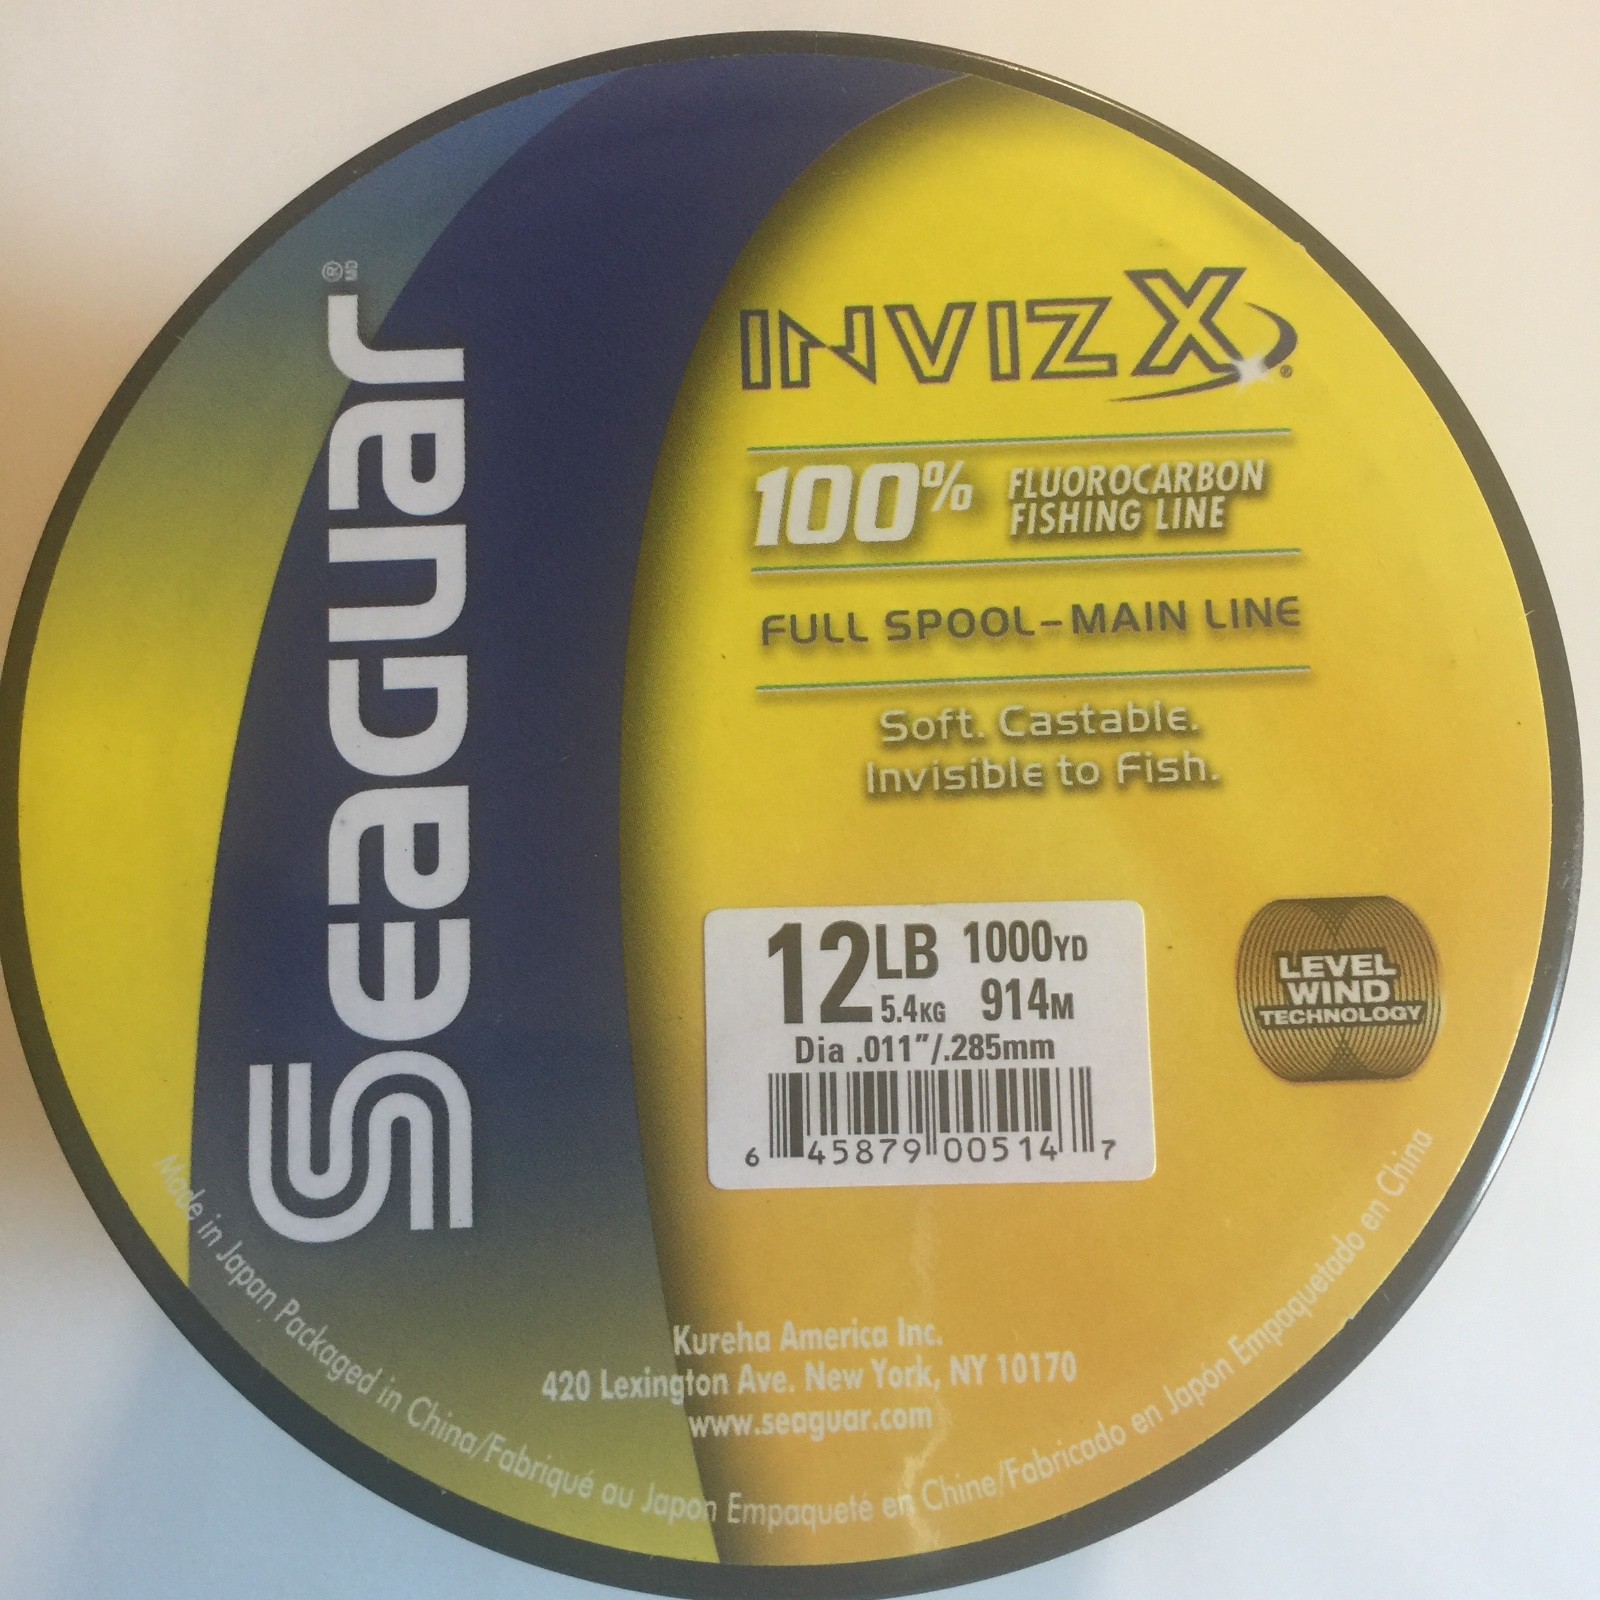 Seaguar® MD
INVIZX®
100% FLUOROCARBON
FISHING LINE
FULL SPOOL–MAIN LINE
Soft. Castable.
Invisible to Fish.
12LB 1000YD
5.4KG 914M
Dia .011"/.285mm
6 45879 00514 7
LEVEL
WIND
TECHNOLOGY
Kureha America Inc.
420 Lexington Ave. New York, NY 10170
www.seaguar.com
Made in Japan Packaged in China/Fabriqué au Japon Empaqueté en Chine/Fabricado en Japón Empaquetado en China